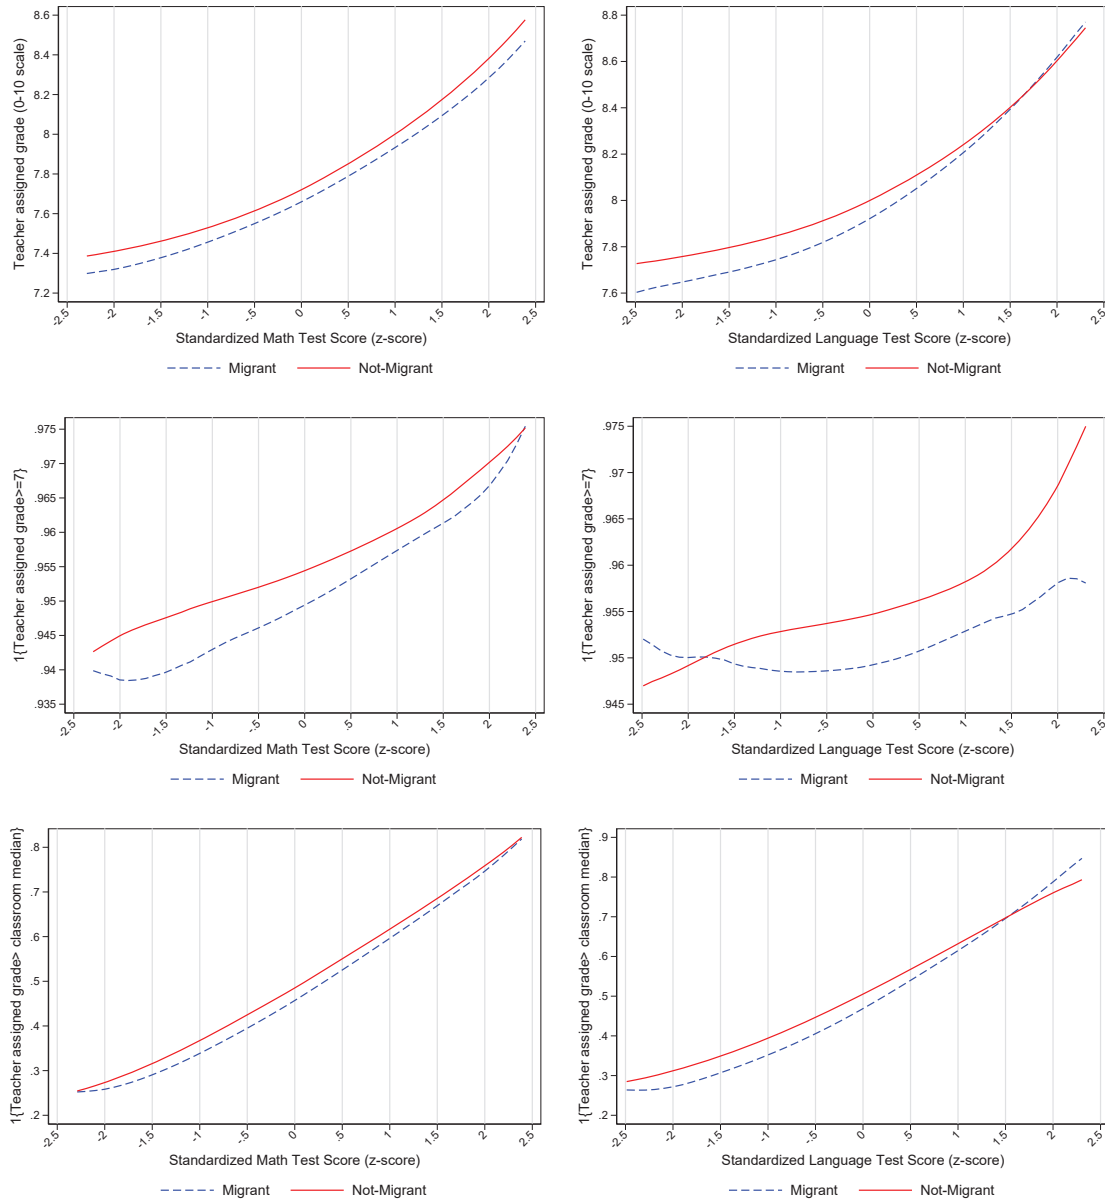 Teacher assigned grade (0-10 scale)
8.6
8.4
8.2
8
7.8
7.6
7.4
7.2
-2.5 -2 -1.5 -1 -.5 0 .5 1 1.5 2 2.5
Standardized Math Test Score (z-score)
Migrant Not-Migrant
Teacher assigned grade (0-10 scale)
8.8
8.6
8.4
8.2
8
7.8
7.6
-2.5 -2 -1.5 -1 -.5 0 .5 1 1.5 2 2.5
Standardized Language Test Score (z-score)
Migrant Not-Migrant
1{Teacher assigned grade>=7}
.975
.97
.965
.96
.955
.95
.945
.94
.935
-2.5 -2 -1.5 -1 -.5 0 .5 1 1.5 2 2.5
Standardized Math Test Score (z-score)
Migrant Not-Migrant
1{Teacher assigned grade>=7}
.975
.97
.965
.96
.955
.95
.945
-2.5 -2 -1.5 -1 -.5 0 .5 1 1.5 2 2.5
Standardized Language Test Score (z-score)
Migrant Not-Migrant
1{Teacher assigned grade> classroom median}
.8
.7
.6
.5
.4
.3
.2
-2.5 -2 -1.5 -1 -.5 0 .5 1 1.5 2 2.5
Standardized Math Test Score (z-score)
Migrant Not-Migrant
1{Teacher assigned grade> classroom median}
.9
.8
.7
.6
.5
.4
.3
.2
-2.5 -2 -1.5 -1 -.5 0 .5 1 1.5 2 2.5
Standardized Language Test Score (z-score)
Migrant Not-Migrant